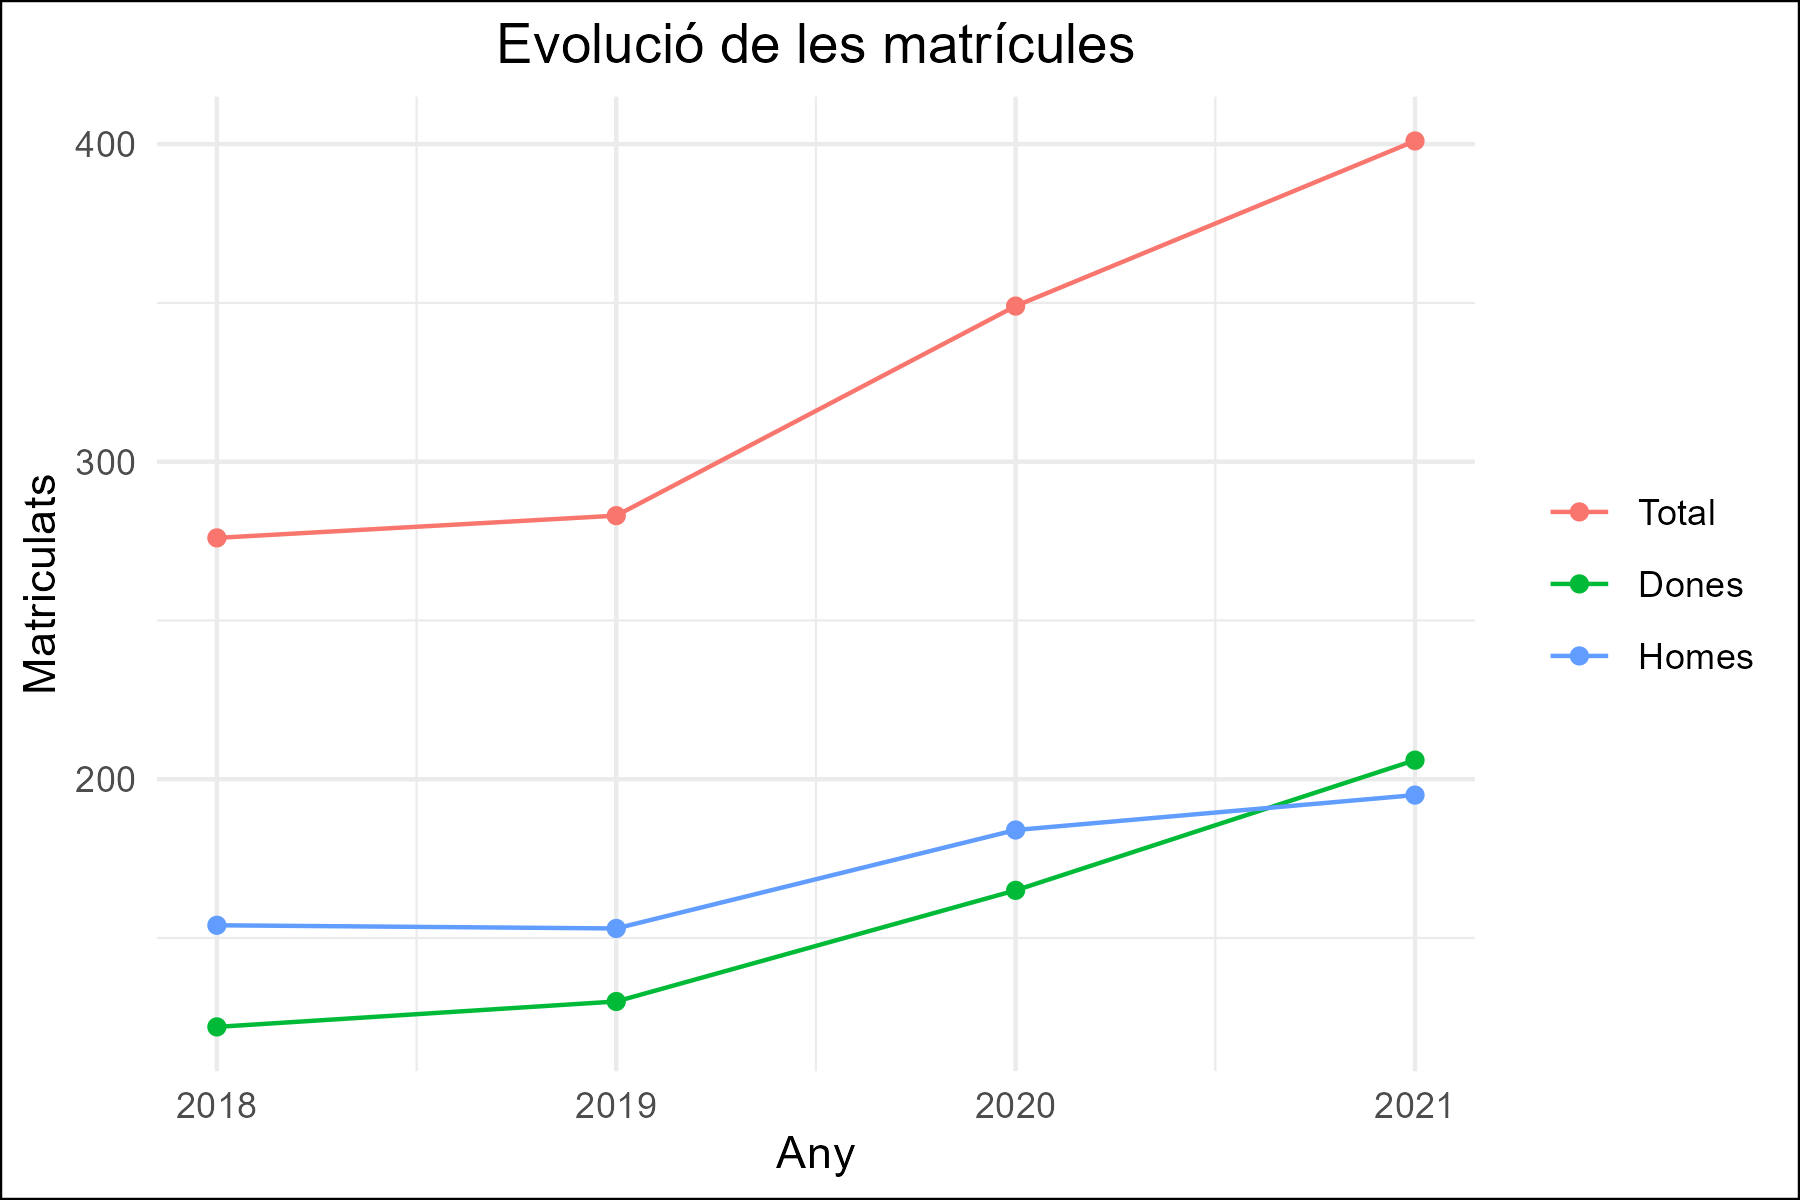 Evolució de les matrícules
400
300
200
Matriculats
2018
2019
2020
2021
Any
Total
Dones
Homes